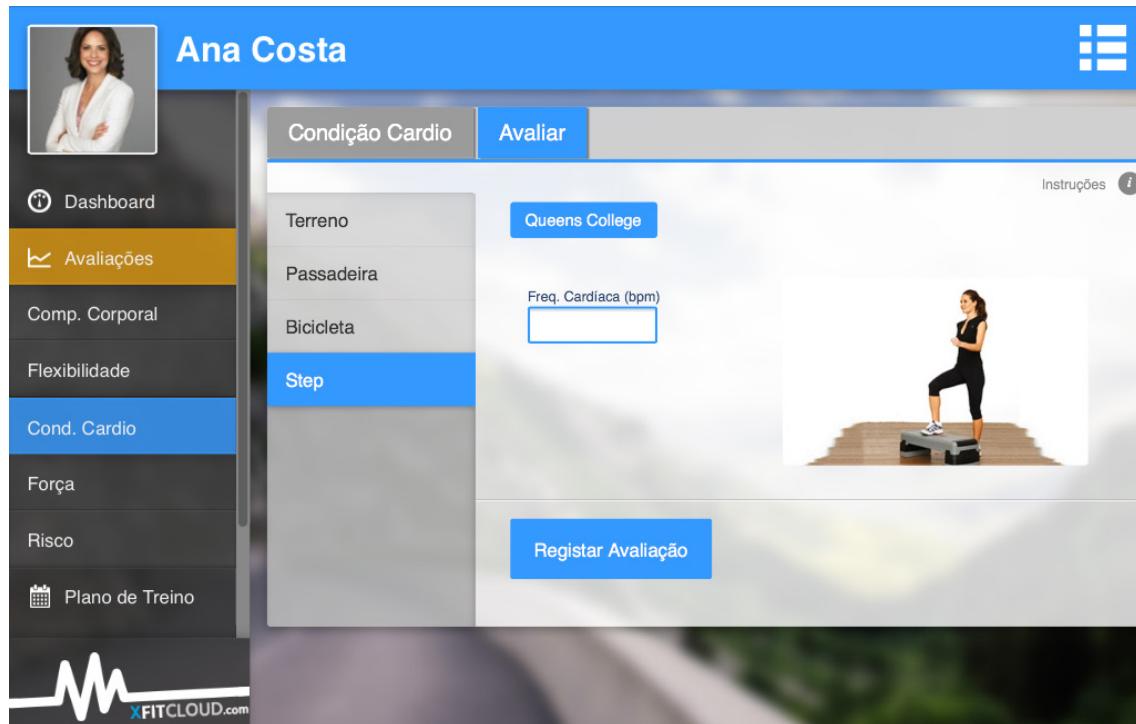 Ana Costa
Condição Cardio
Avaliar
Instruções
i
Dashboard
Avaliações
Comp. Corporal
Flexibilidade
Cond. Cardio
Força
Risco
Plano de Treino
XFITCLOUD.com
Terreno
Passadeira
Bicicleta
Step
Queens College
Freq. Cardíaca (bpm)
Registar Avaliação